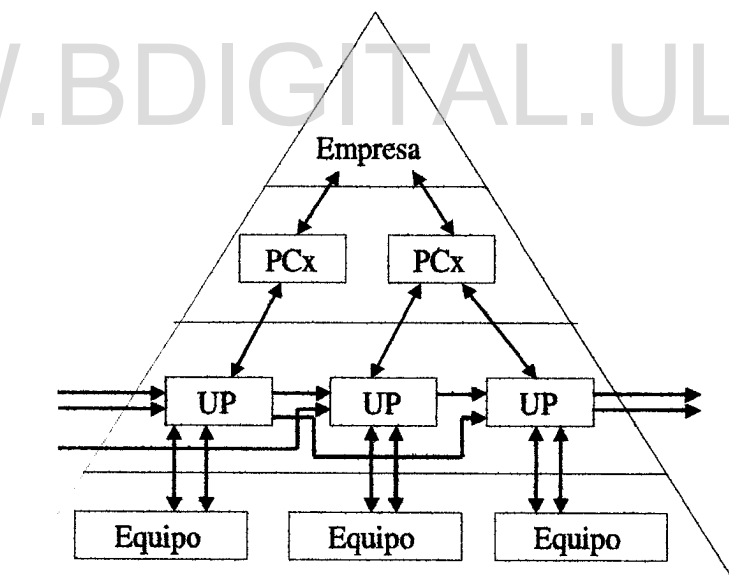 W.BDIGITAL.UL
Empresa
PCx PCx
UP UP UP
Equipo Equipo Equipo